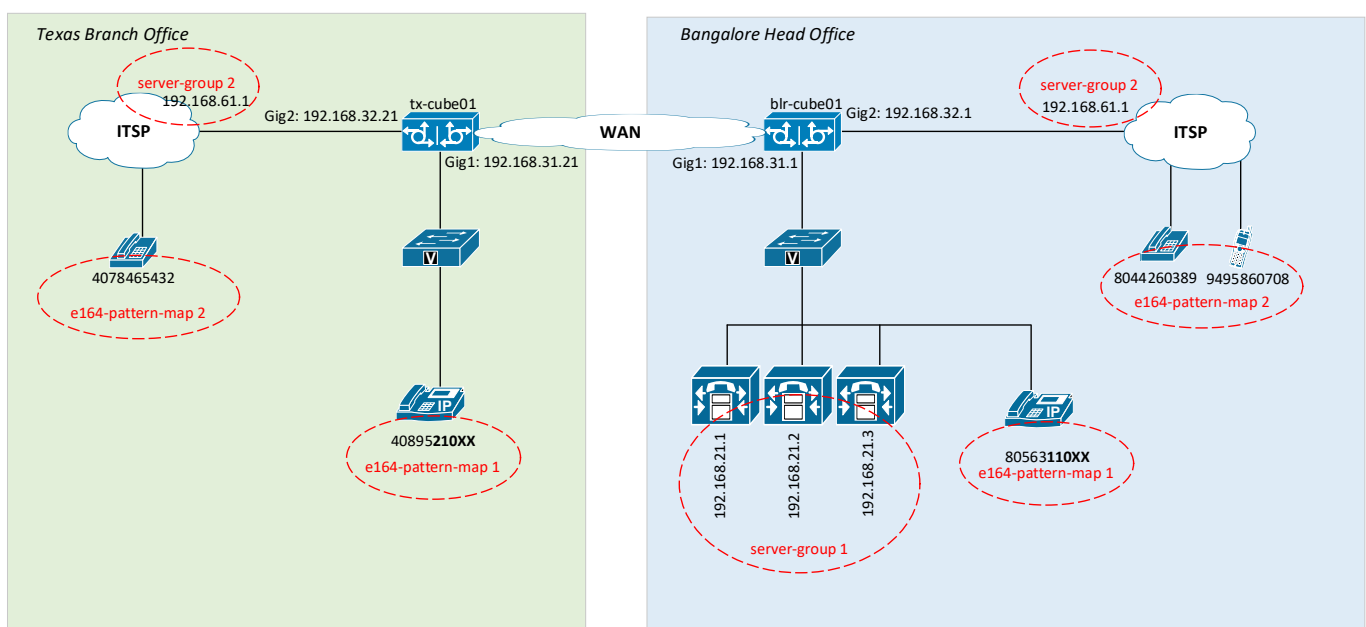 Texas Branch Office
server-group 2
192.168.61.1
ITSP
Gig2: 192.168.32.21
tx-cube01
Gig1: 192.168.31.21
V
4078465432
e164-pattern-map 2
IP
40895210XX
e164-pattern-map 1
WAN
Bangalore Head Office
blr-cube01
Gig2: 192.168.32.1
Gig1: 192.168.31.1
server-group 2
192.168.61.1
ITSP
V
8044260389
9495860708
e164-pattern-map 2
192.168.21.1
192.168.21.2
192.168.21.3
server-group 1
IP
80563110XX
e164-pattern-map 1